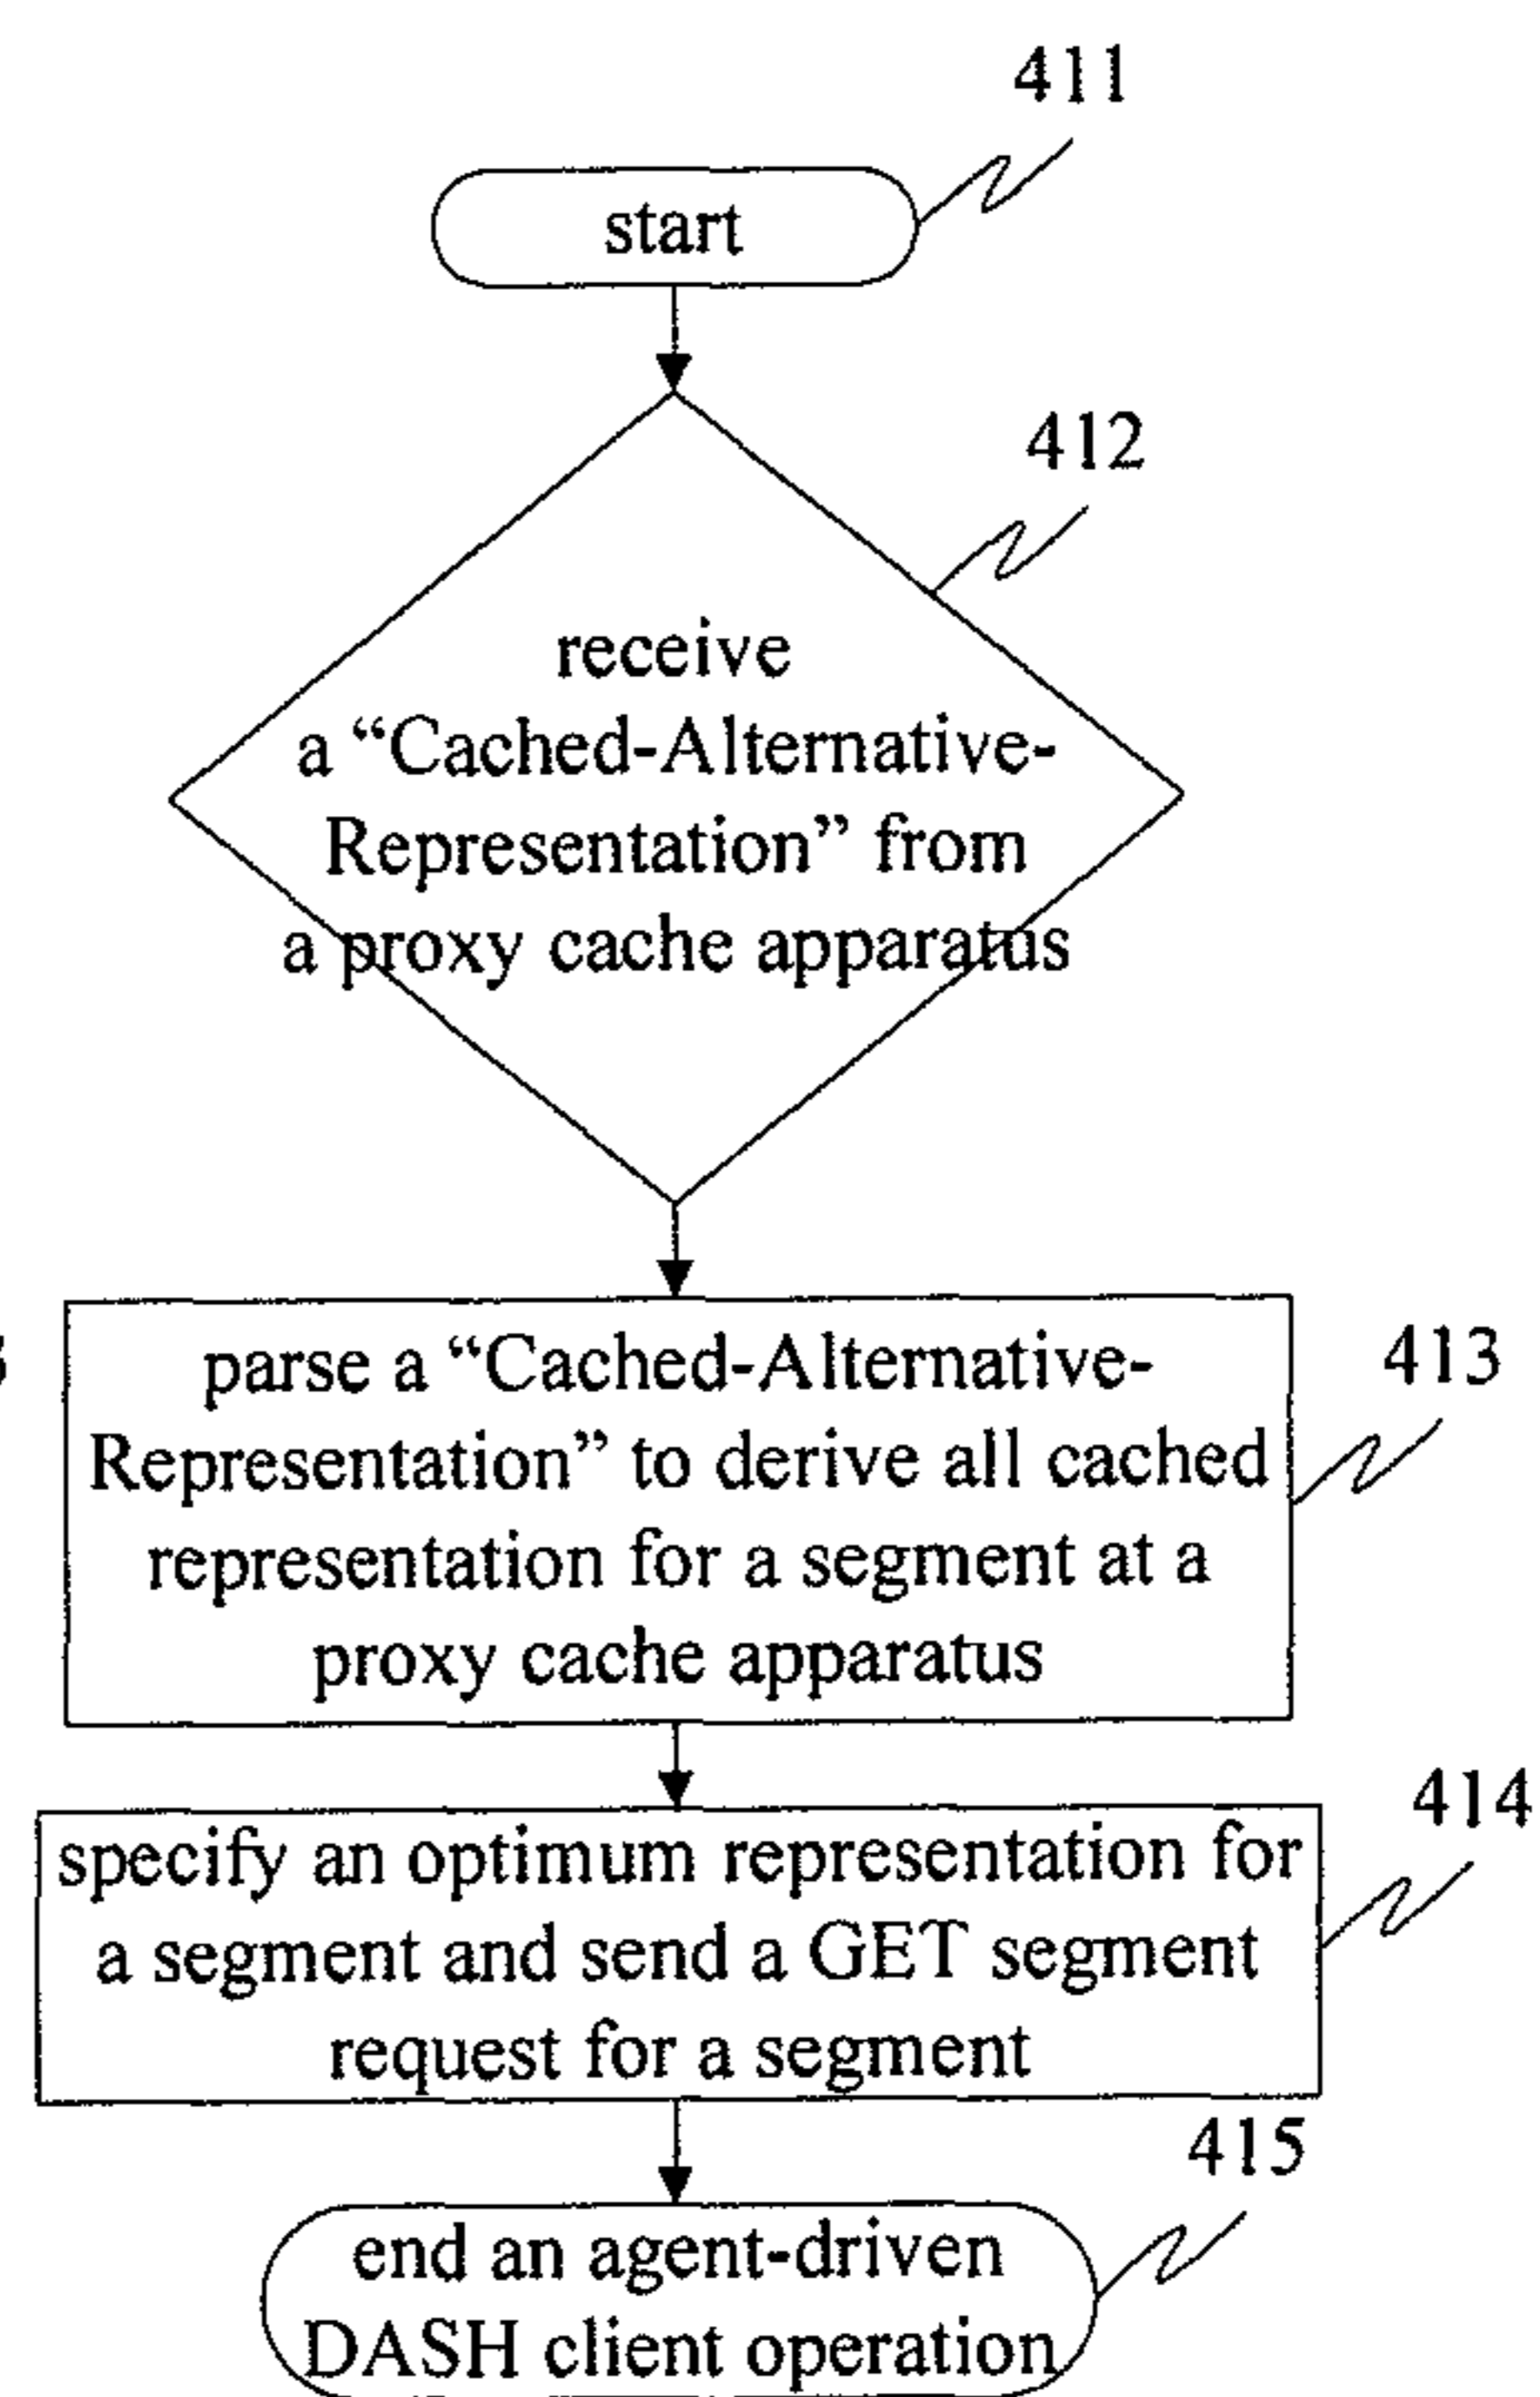 411
start
412
receive
a “Cached-Alternative-
Representation” from
a proxy cache apparatus
413
parse a “Cached-Alternative-
Representation” to derive all cached
representation for a segment at a
proxy cache apparatus
414
specify an optimum representation for
a segment and send a GET segment
request for a segment
415
end an agent-driven
DASH client operation